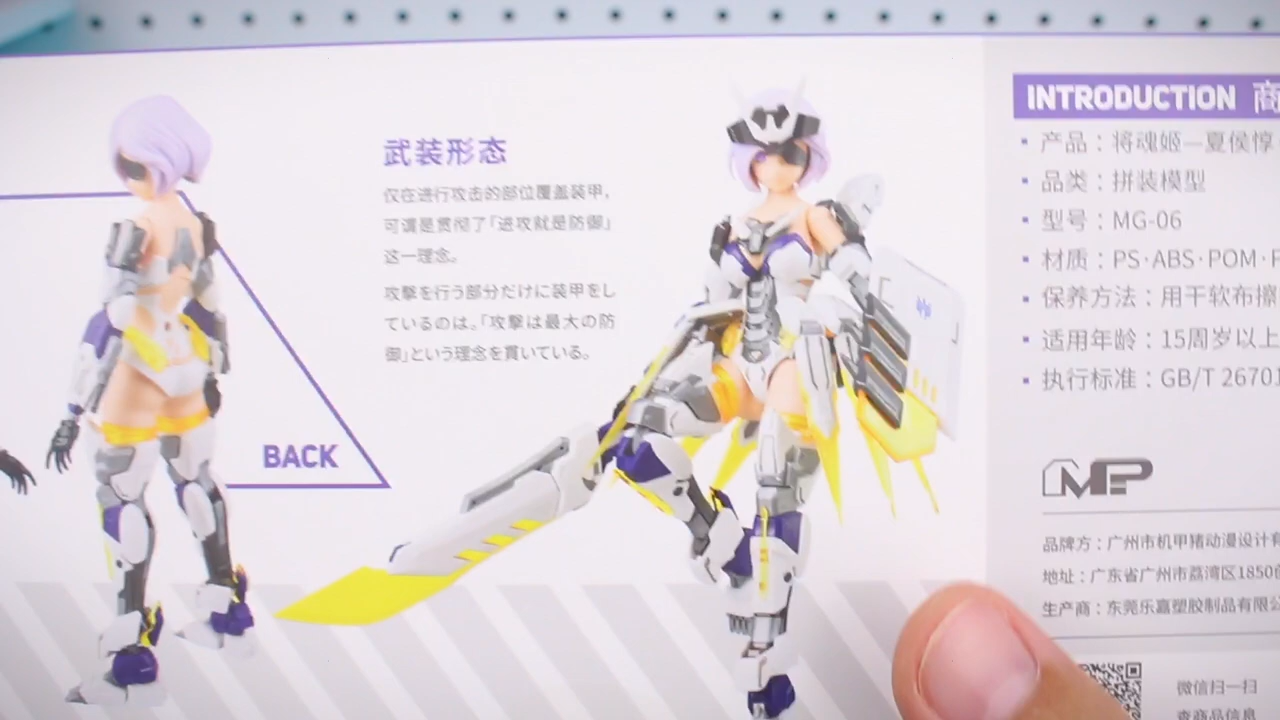 武装形态
仅在进行攻击的部位覆盖装甲，
可谓是贯彻了「进攻就是防御」
这一理念。
攻撃を行う部分だけに装甲をし
ているのは。「攻撃は最大の防
御」という理念を貫いている。
BACK
INTRODUCTION 商
▪ 产品：将魂姬—夏侯惇
▪ 品类：拼装模型
▪ 型号：MG-06
▪ 材质：PS·ABS·POM·P
▪ 保养方法：用干软布擦
▪ 适用年龄：15周岁以上
▪ 执行标准：GB/T 26701
MP
品牌方：广州市机甲猪动漫设计有
地址：广东省广州市荔湾区1850
生产商：东莞乐嘉塑胶制品有限公
微信扫一扫
查商品信息